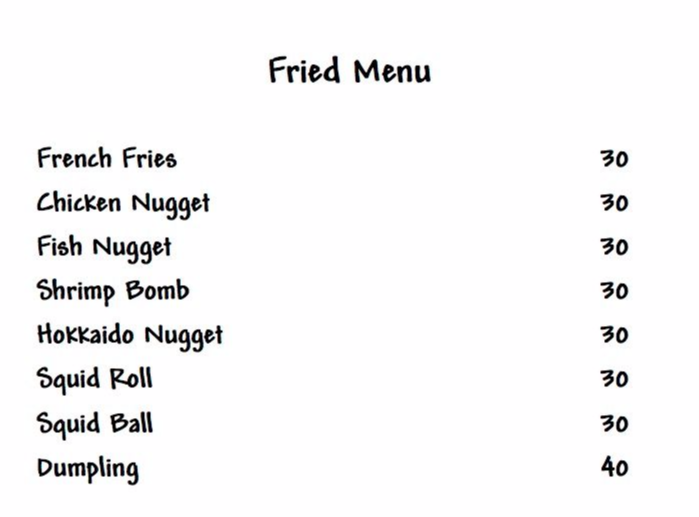 Fried Menu
French Fries 30
Chicken Nugget 30
Fish Nugget 30
Shrimp Bomb 30
Hokkaido Nugget 30
Squid Roll 30
Squid Ball 30
Dumpling 40